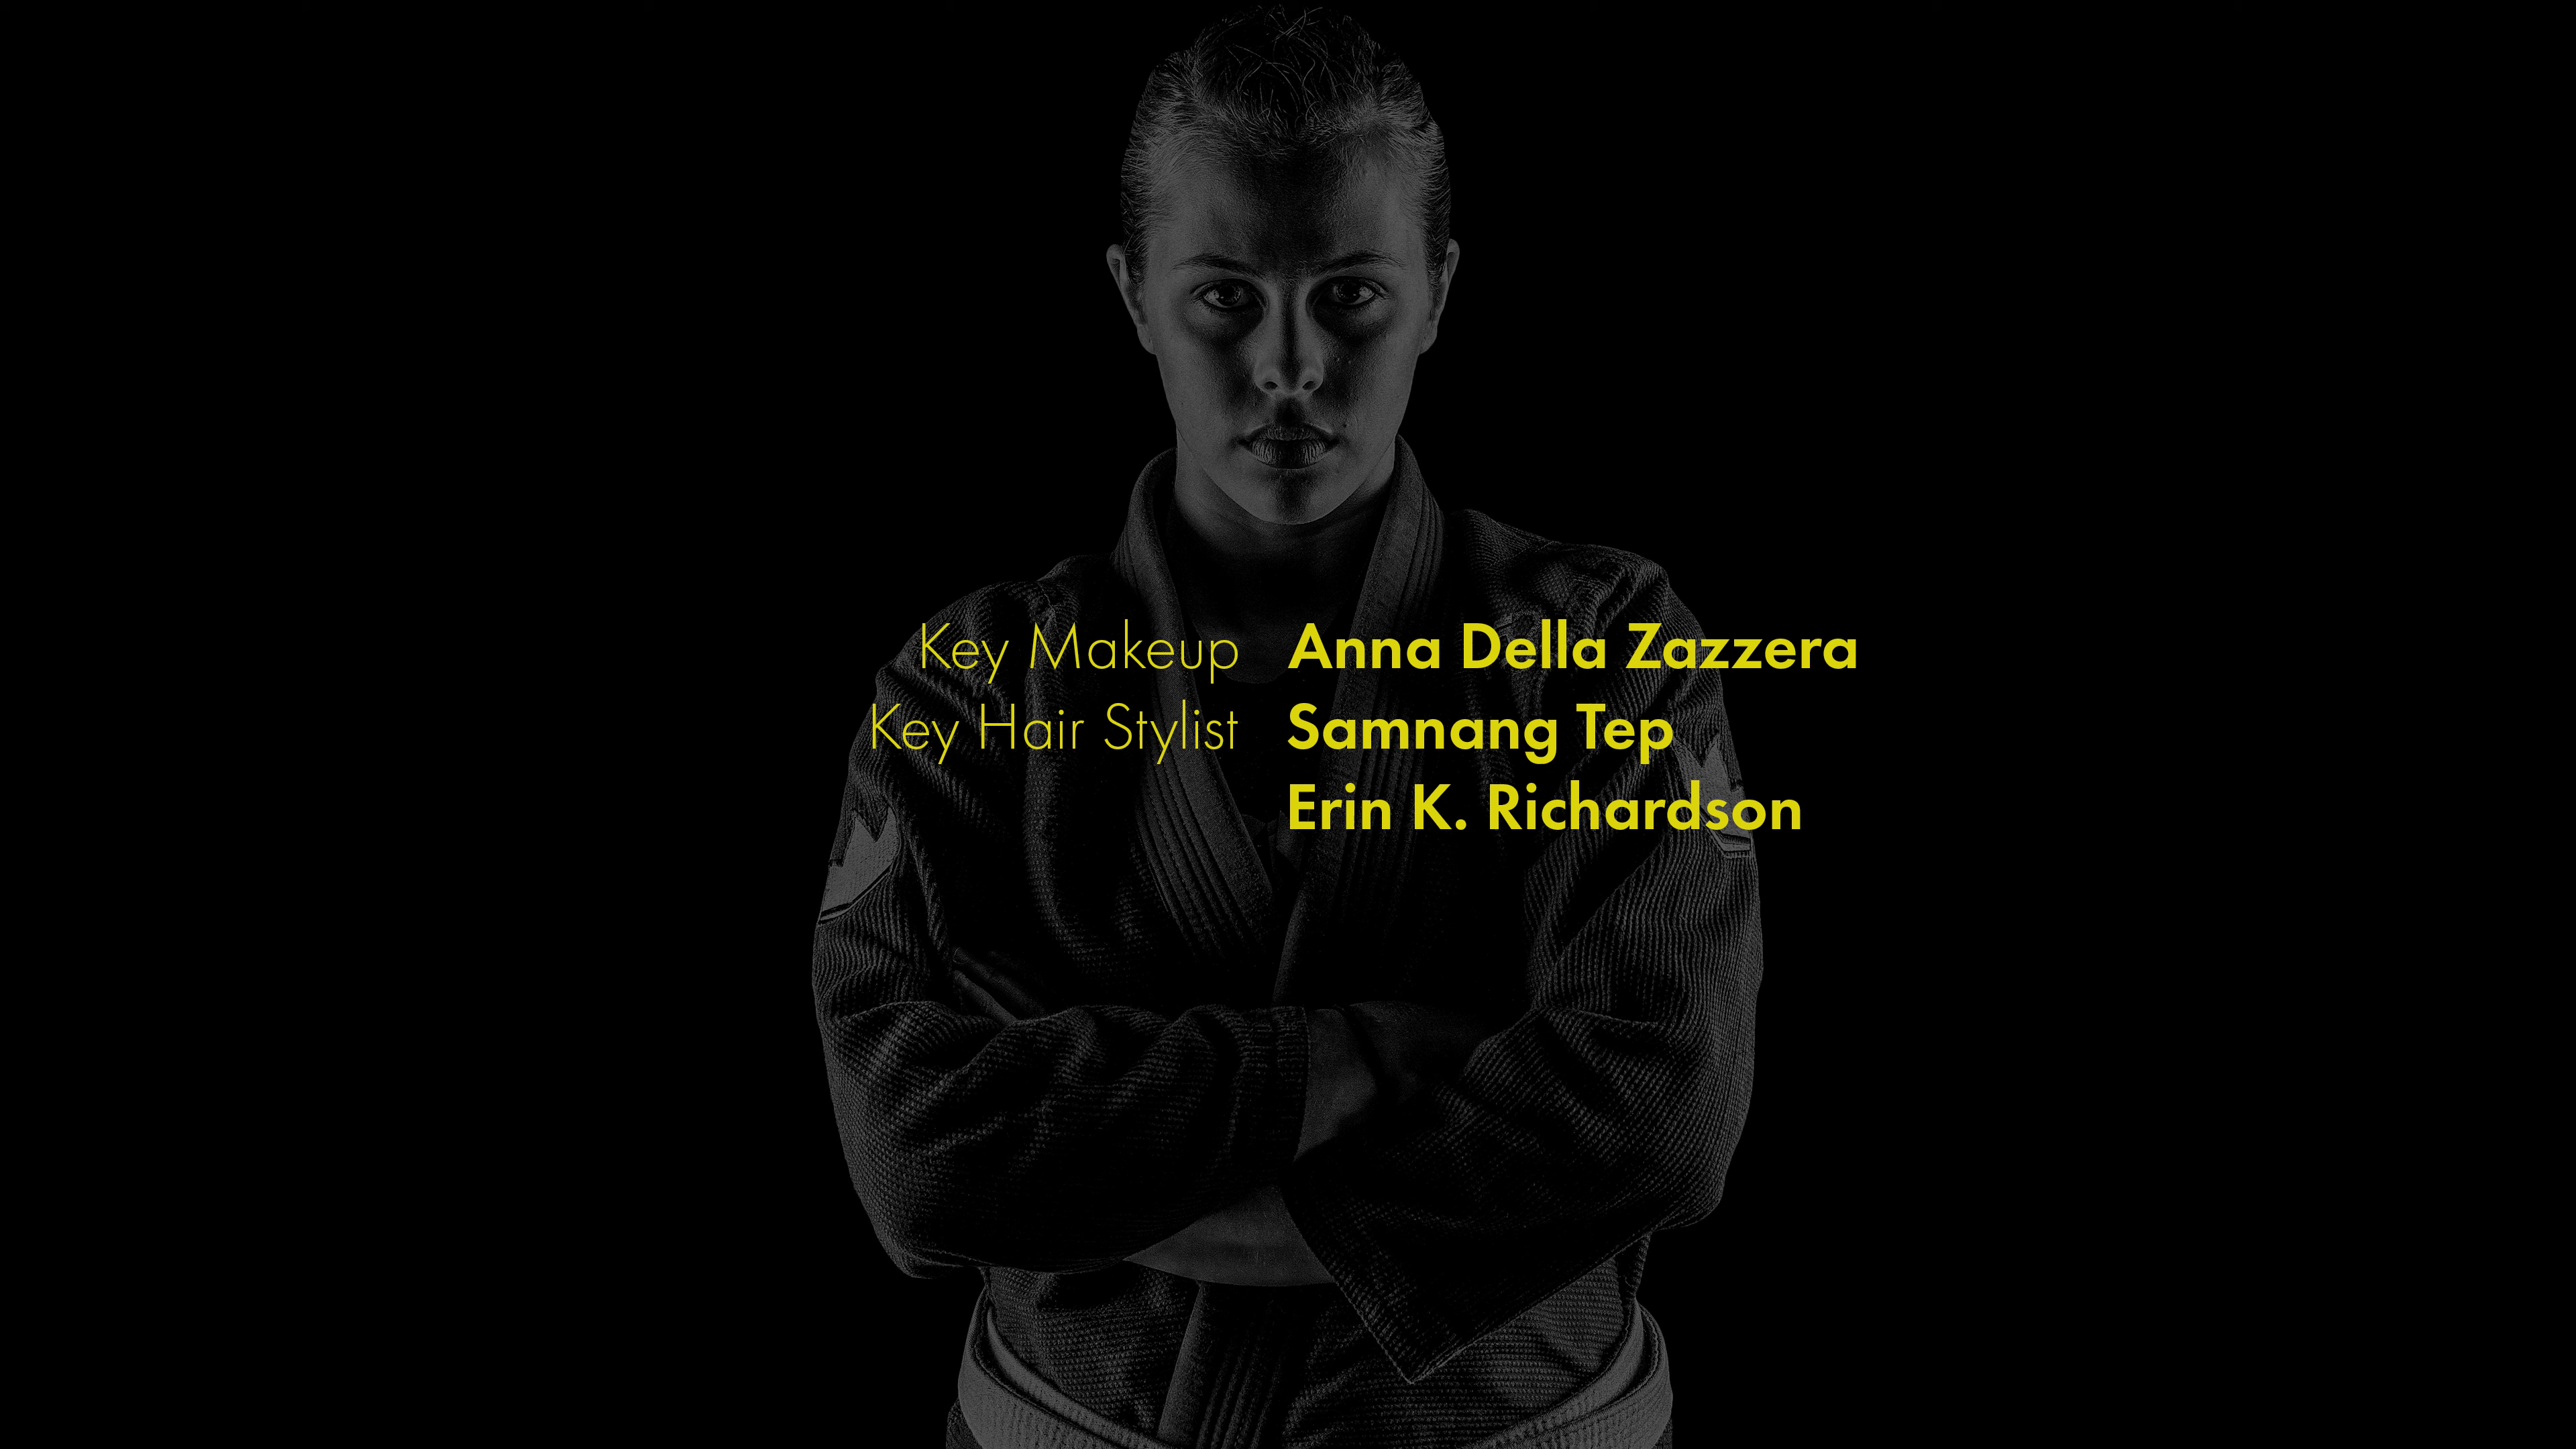 Key Makeup Anna Della Zazzera
Key Hair Stylist Samnang Tep
Erin K. Richardson